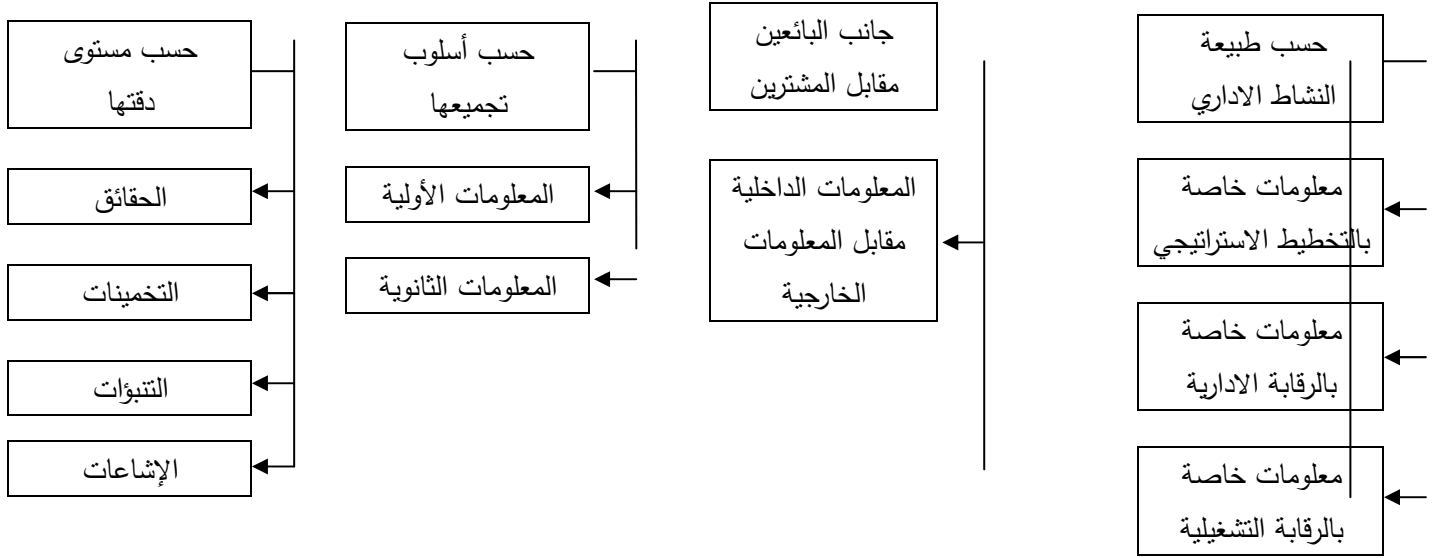 حسب طبيعة
النشاط الاداري
معلومات خاصة
بالتخطيط الاستراتيجي
معلومات خاصة
بالرقابة الادارية
معلومات خاصة
بالرقابة التشغيلية
جانب البائعين
مقابل المشترين
المعلومات الداخلية
مقابل المعلومات
الخارجية
حسب أسلوب
تجميعها
المعلومات الأولية
المعلومات الثانوية
حسب مستوى
دقتها
الحقائق
التخمينات
التنبؤات
الإشاعات